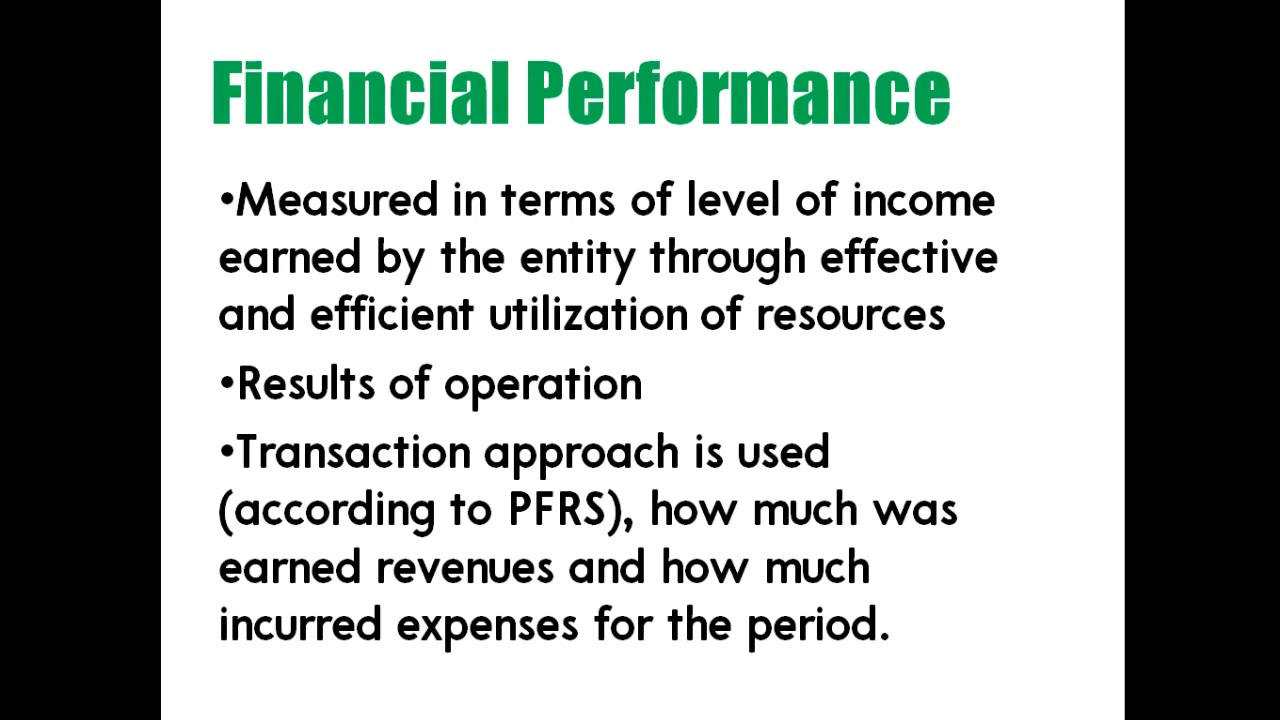 Financial Performance
•Measured in terms of level of income
earned by the entity through effective
and efficient utilization of resources
•Results of operation
•Transaction approach is used
(according to PFRS), how much was
earned revenues and how much
incurred expenses for the period.